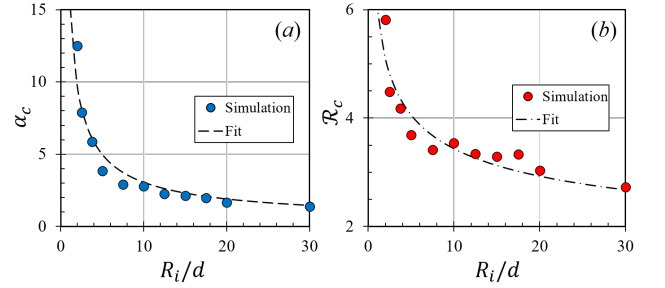 15
10
5
0
α_c
(a)
Simulation
Fit
0
10
20
30
R_i/d
6
4
2
ℛ_c
(b)
Simulation
Fit
0
10
20
30
R_i/d